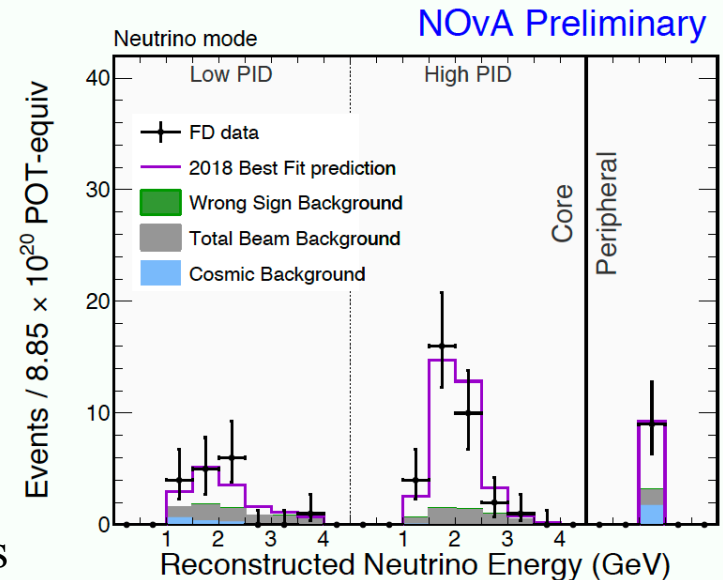 NOvA Preliminary
Neutrino mode
Low PID
High PID
40
30
20
10
0
Events / 8.85 × 10²⁰ POT-equiv
FD data
2018 Best Fit prediction
Wrong Sign Background
Total Beam Background
Cosmic Background
Core
Peripheral
1 2 3 4 1 2 3 4
Reconstructed Neutrino Energy (GeV)
s